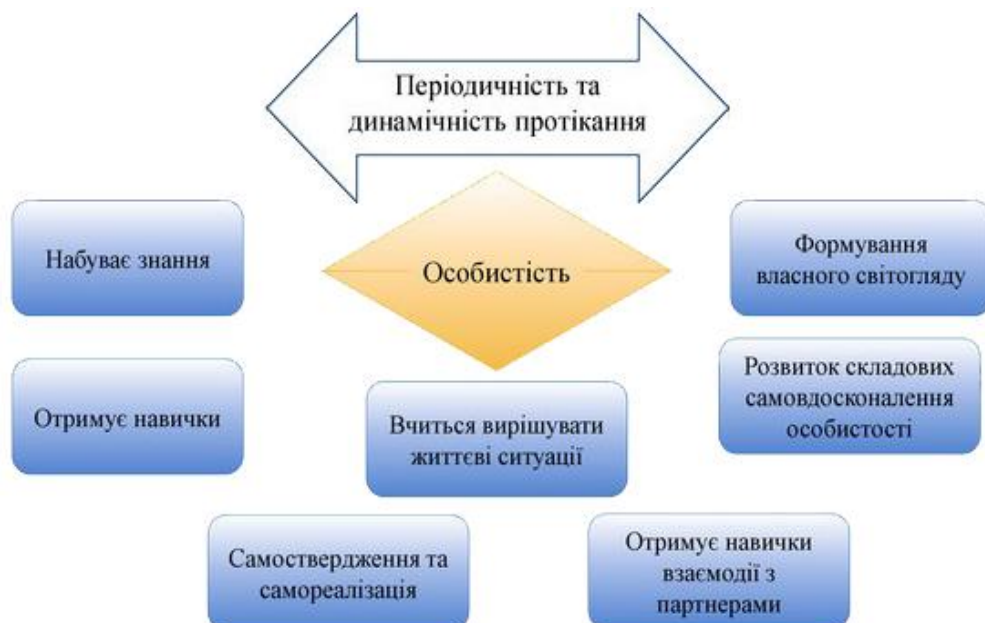 Періодичність та
динамічність протікання
Набуває знання
Особистість
Формування
власного світогляду
Отримує навички
Вчиться вирішувати
життєві ситуації
Розвиток складових
самовдосконалення
особистості
Самоствердження та
самореалізація
Отримує навички
взаємодії з
партнерами